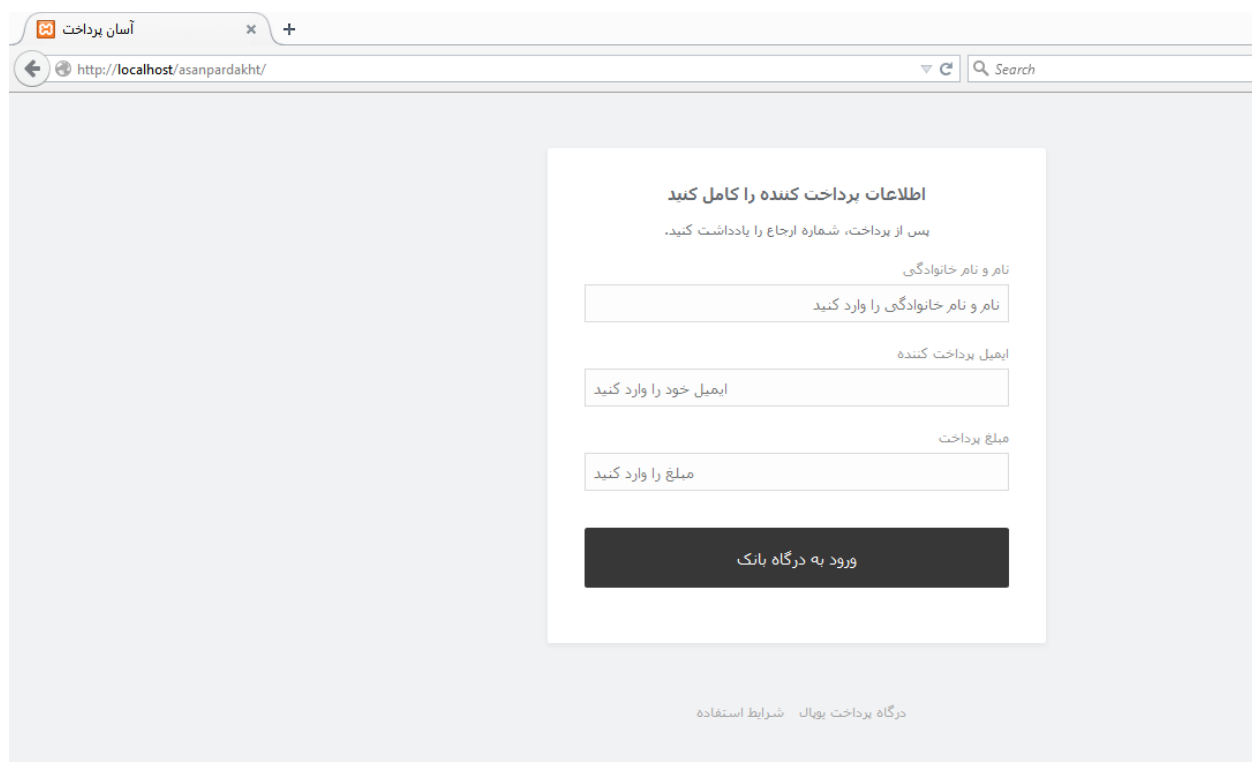 آسان پرداخت
http://localhost/asanpardakht/
Search
اطلاعات پرداخت کننده را کامل کنید
پس از پرداخت، شماره ارجاع را یادداشت کنید.
نام و نام خانوادگی
نام و نام خانوادگی را وارد کنید
ایمیل پرداخت کننده
ایمیل خود را وارد کنید
مبلغ پرداخت
مبلغ را وارد کنید
ورود به درگاه بانک
درگاه پرداخت یوپال شرایط استفاده